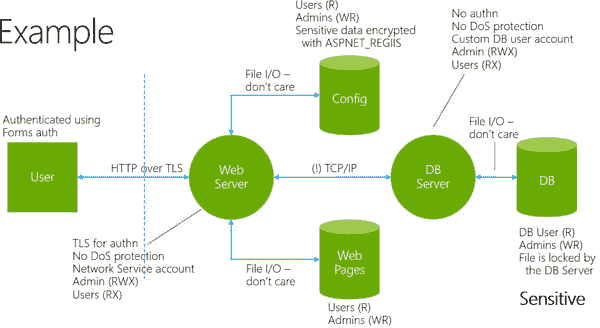 Example
Users (R)
Admins (WR)
Sensitive data encrypted
with ASPNET_REGIIS
No authn
No DoS protection
Custom DB user account
Admin (RWX)
Users (RX)
File I/O –
don't care
Config
File I/O –
don't care
Authenticated using
Forms auth
User
HTTP over TLS
Web
Server
(!) TCP/IP
DB
Server
DB
TLS for authn
No DoS protection
Network Service account
Admin (RWX)
Users (RX)
File I/O –
don't care
Web
Pages
Users (R)
Admins (WR)
DB User (R)
Admins (WR)
File is locked by
the DB Server
Sensitive